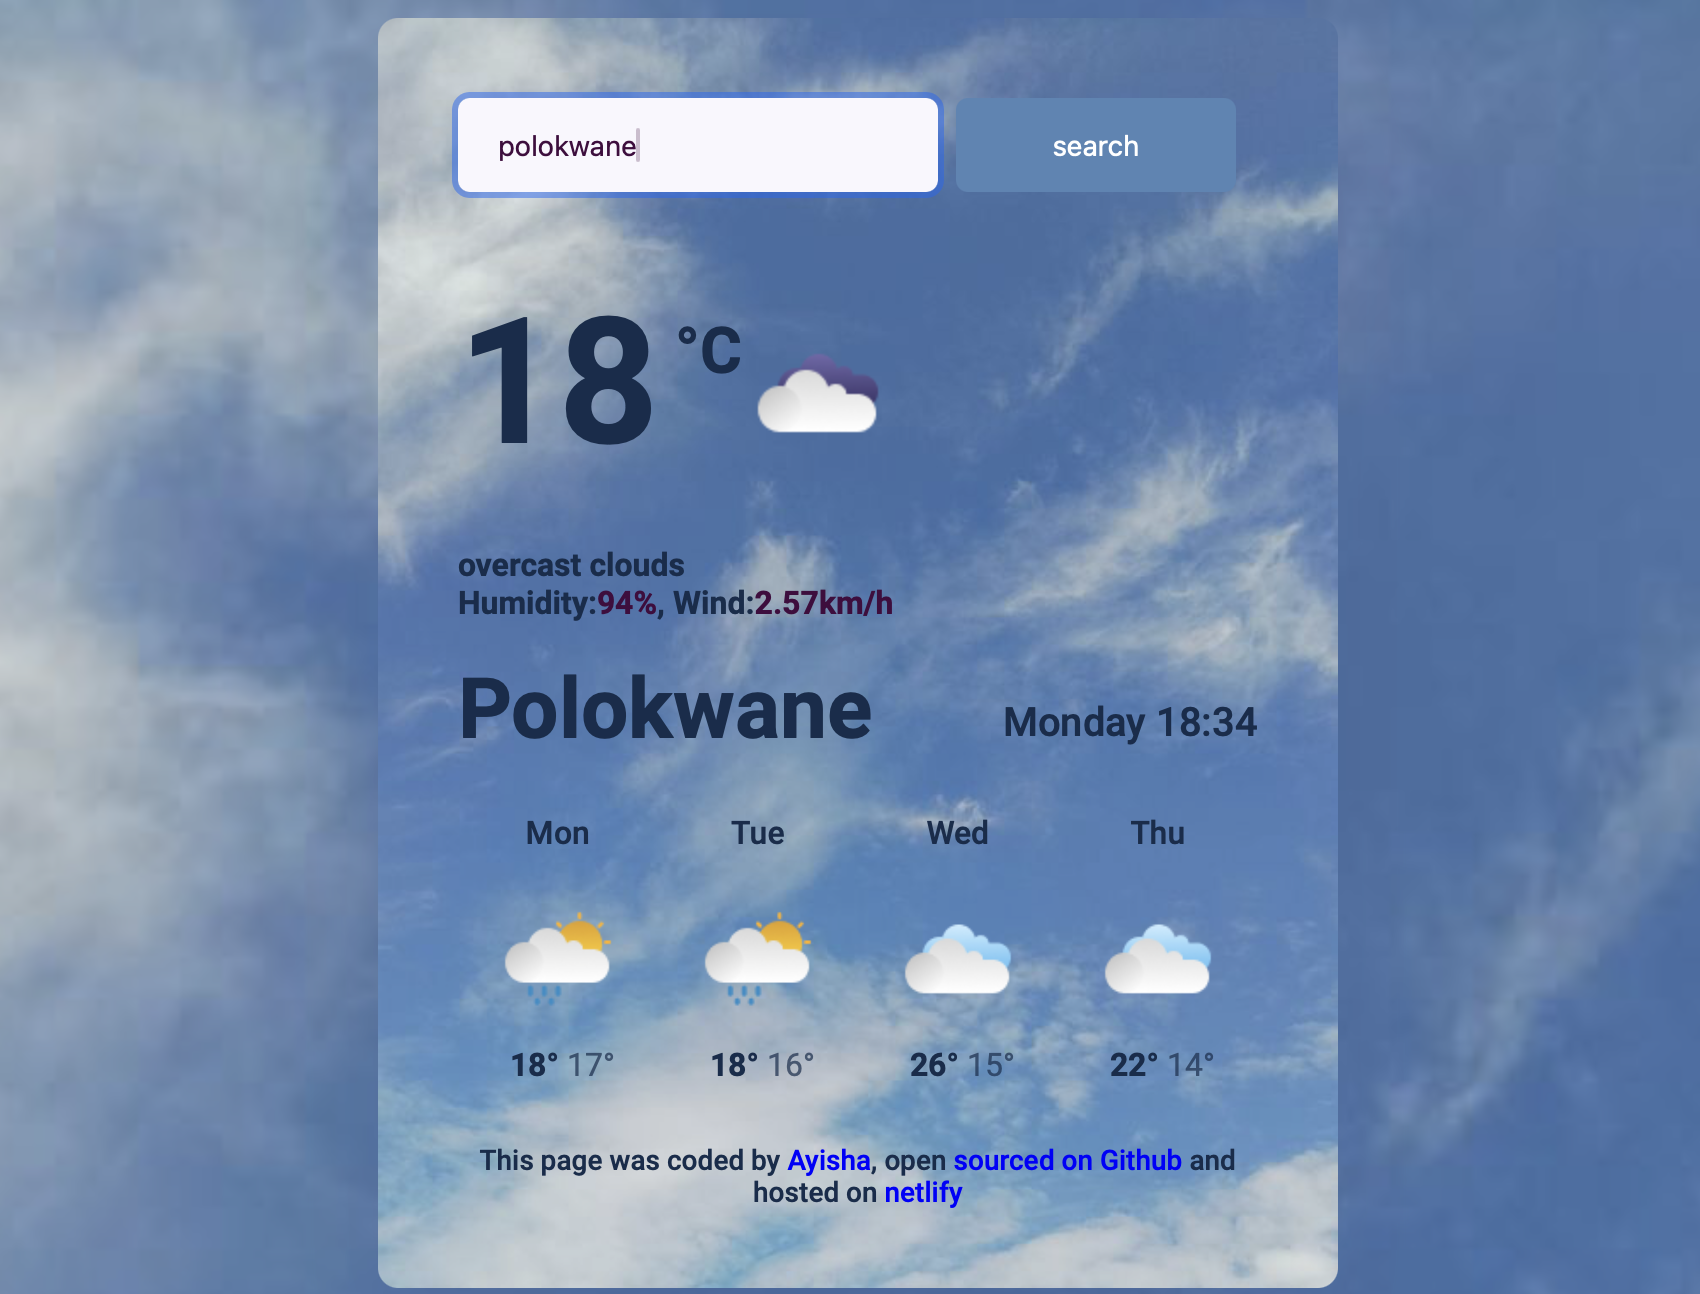 polokwane
search
18 °C
overcast clouds
Humidity:94%, Wind:2.57km/h
Polokwane
Monday 18:34
Mon Tue Wed Thu
18° 17° 18° 16° 26° 15° 22° 14°
This page was coded by Ayisha, open sourced on Github and
hosted on netlify